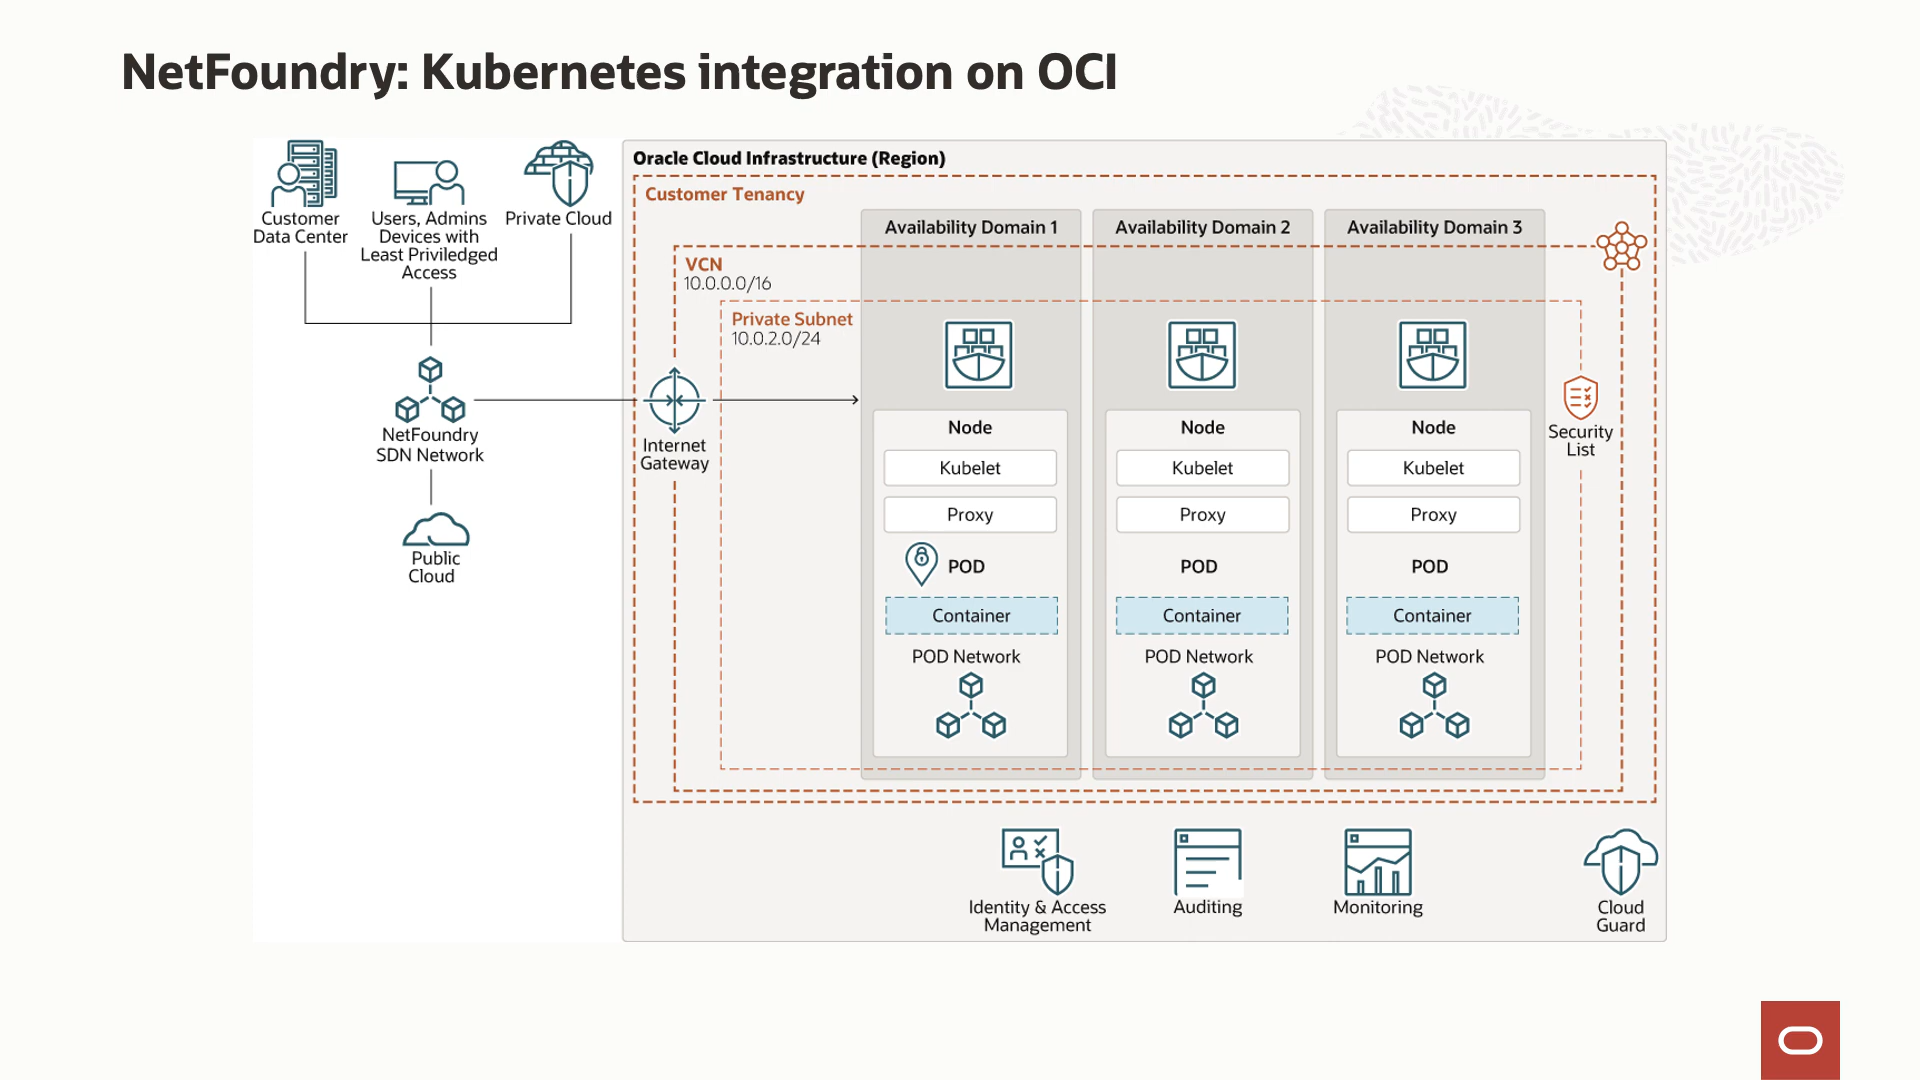 NetFoundry: Kubernetes integration on OCI
Customer
Data Center
Users, Admins
Devices with
Least Priviledged
Access
Private Cloud
NetFoundry
SDN Network
Public
Cloud
Oracle Cloud Infrastructure (Region)
Customer Tenancy
VCN
10.0.0.0/16
Private Subnet
10.0.2.0/24
Internet
Gateway
Availability Domain 1
Node
Kubelet
Proxy
POD
Container
POD Network
Availability Domain 2
Node
Kubelet
Proxy
POD
Container
POD Network
Availability Domain 3
Node
Kubelet
Proxy
POD
Container
POD Network
Security
List
Identity & Access
Management
Auditing
Monitoring
Cloud
Guard